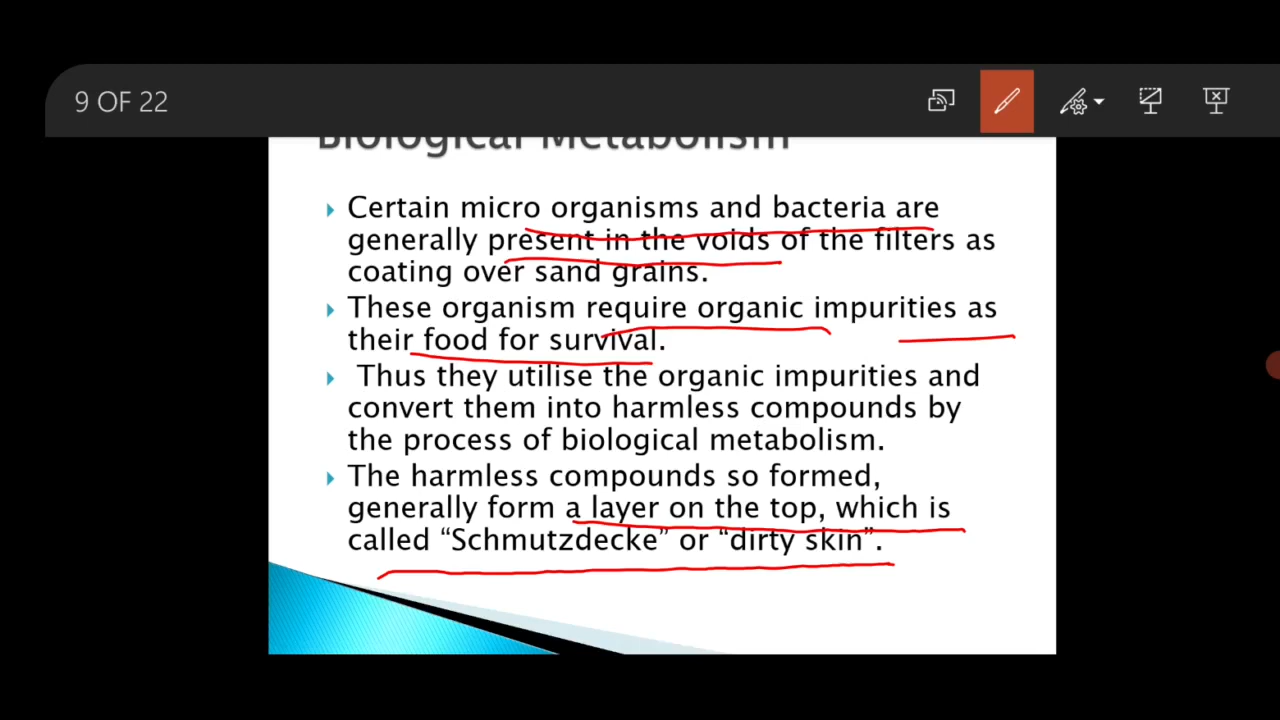 9 OF 22
Biological Metabolism
Certain micro organisms and bacteria are
generally present in the voids of the filters as
coating over sand grains.
These organism require organic impurities as
their food for survival.
Thus they utilise the organic impurities and
convert them into harmless compounds by
the process of biological metabolism.
The harmless compounds so formed,
generally form a layer on the top, which is
called “Schmutzdecke” or “dirty skin”.